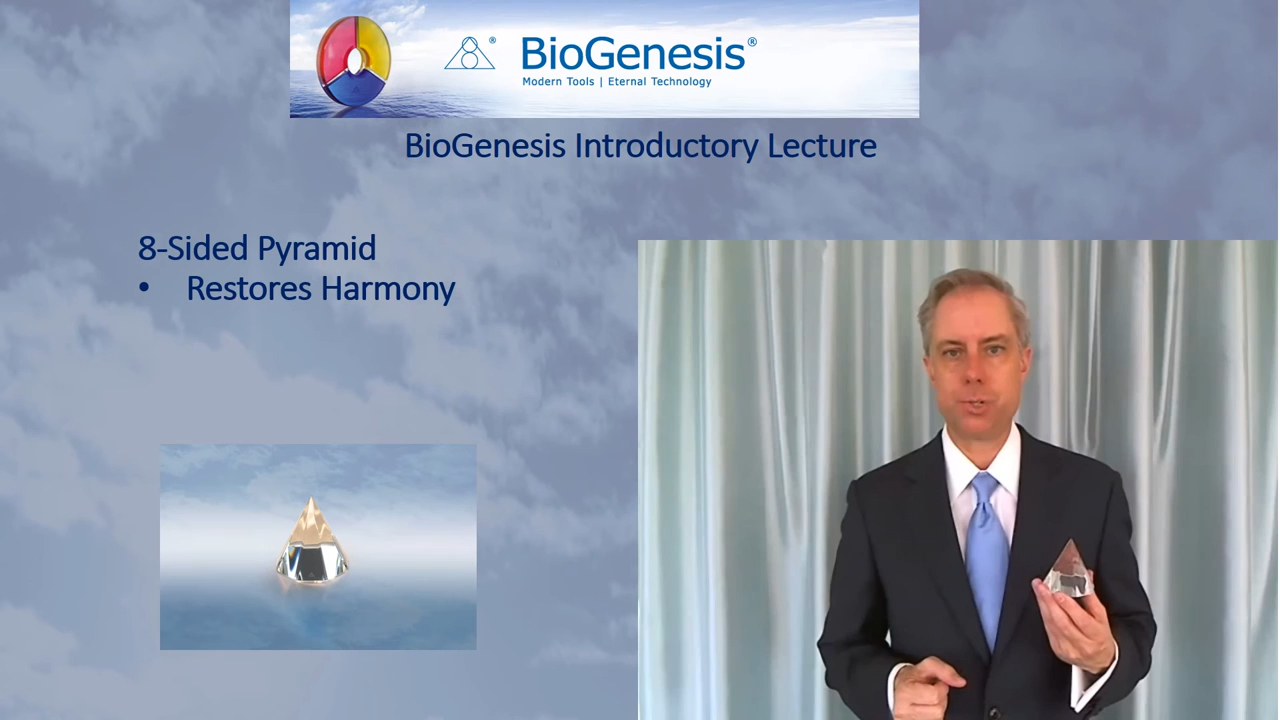 BioGenesis®
Modern Tools | Eternal Technology
BioGenesis Introductory Lecture
8-Sided Pyramid
• Restores Harmony